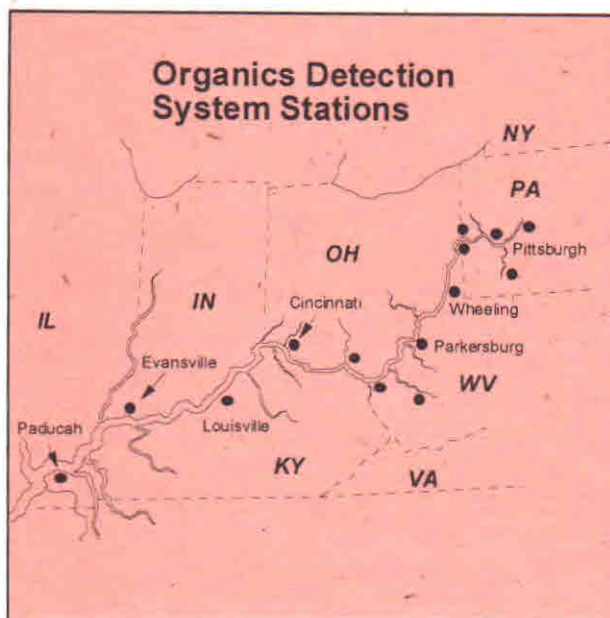 Organics Detection
System Stations
NY
PA
OH
Pittsburgh
IN
Cincinnati
Wheeling
IL
Parkersburg
Evansville
WV
Louisville
Paducah
KY
VA